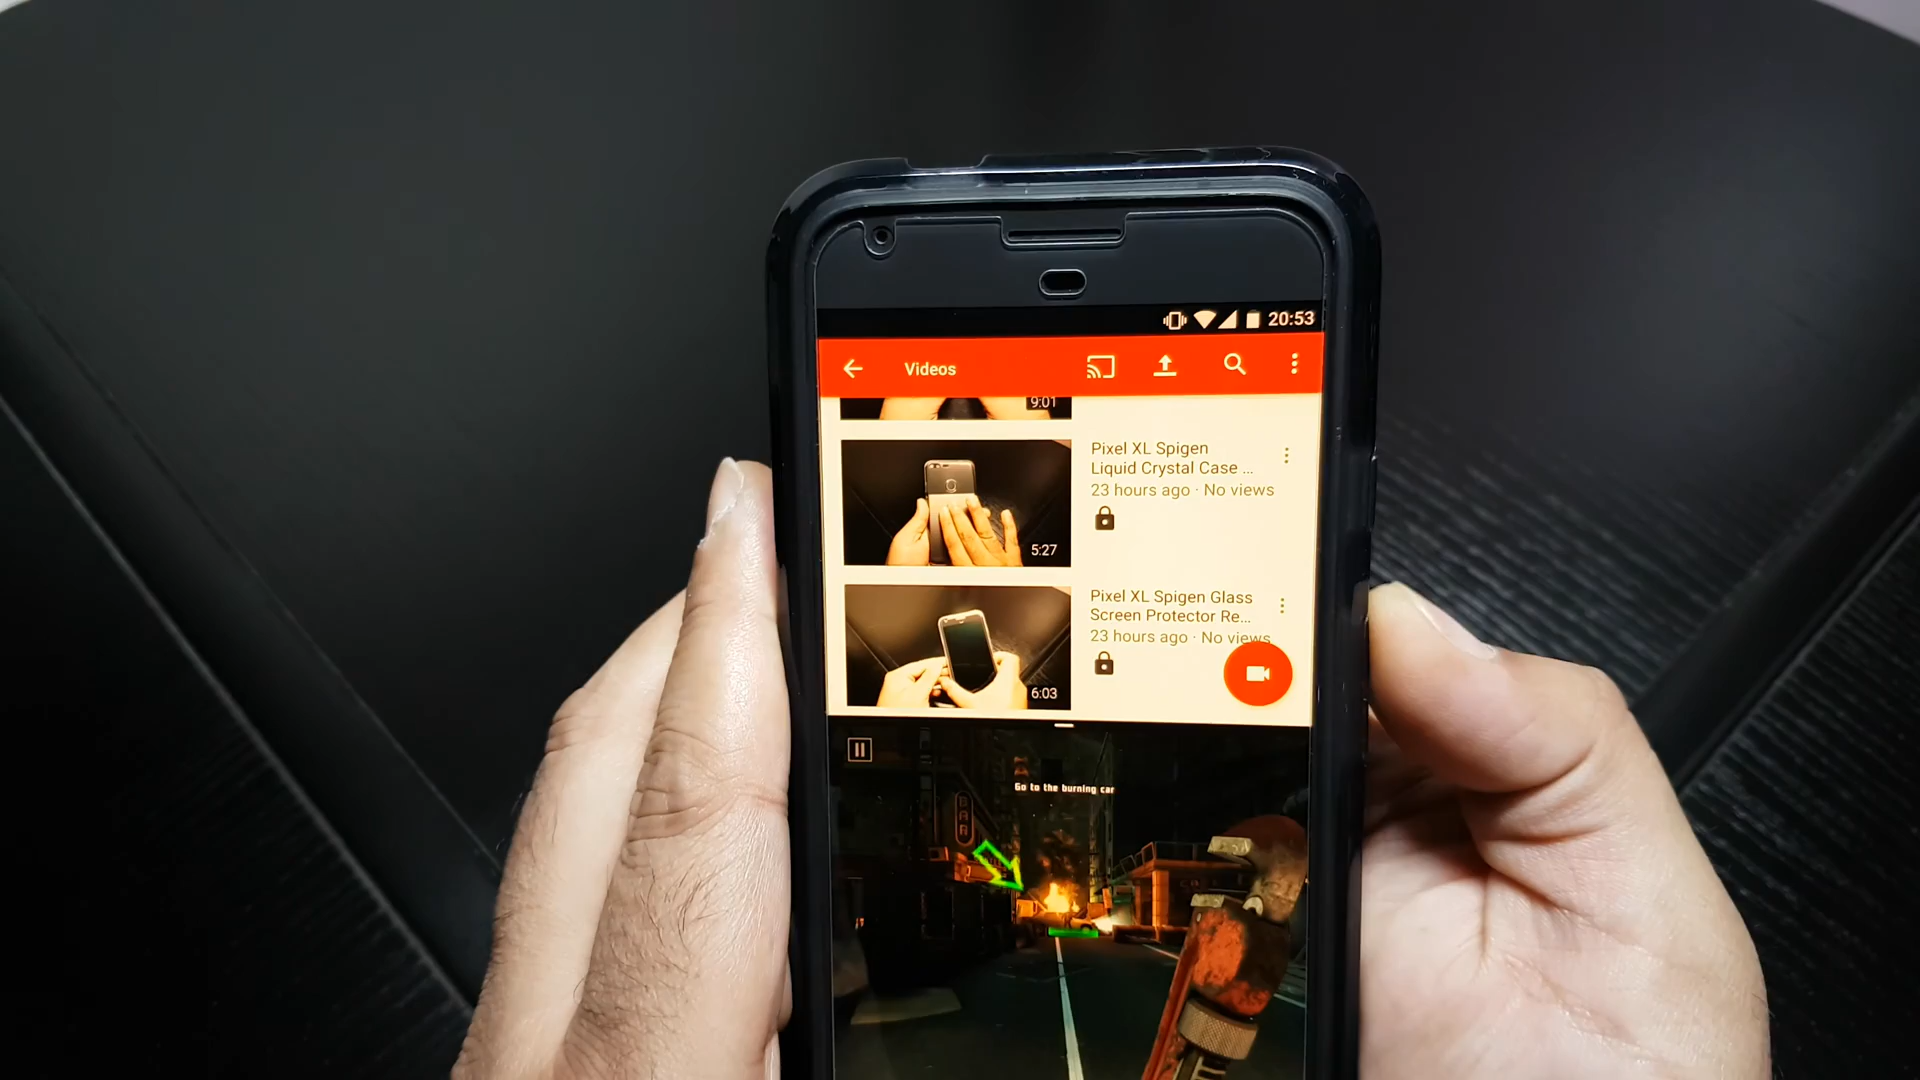 20:53
Videos
9:01
Pixel XL Spigen
Liquid Crystal Case ...
23 hours ago · No views
5:27
Pixel XL Spigen Glass
Screen Protector Re...
23 hours ago · No views
6:03
Go to the burning car
BAR